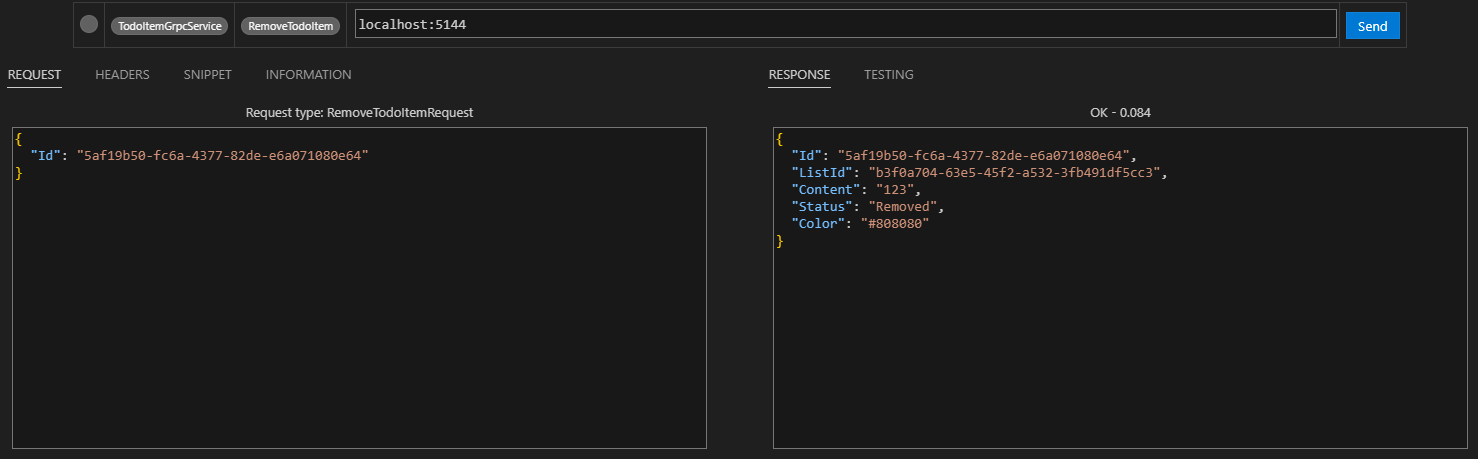 TodoItemGrpcService RemoveTodoItem localhost:5144 Send
REQUEST HEADERS SNIPPET INFORMATION
Request type: RemoveTodoItemRequest
{
"Id": "5af19b50-fc6a-4377-82de-e6a071080e64"
}
RESPONSE TESTING
OK - 0.084
{
"Id": "5af19b50-fc6a-4377-82de-e6a071080e64",
"ListId": "b3f0a704-63e5-45f2-a532-3fb491df5cc3",
"Content": "123",
"Status": "Removed",
"Color": "#808080"
}